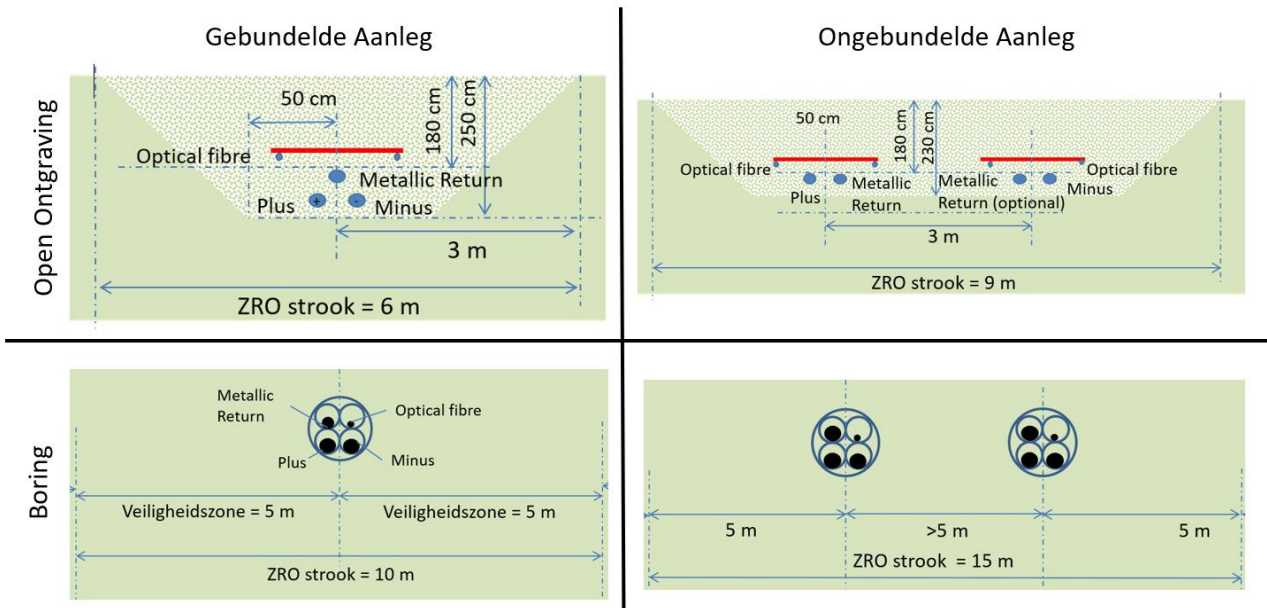 Gebundelde Aanleg
Ongebundelde Aanleg
Open Ontgraving
50 cm
180 cm
250 cm
Optical fibre
Metallic Return
Plus
+
-
Minus
3 m
ZRO strook = 6 m
50 cm
180 cm
230 cm
Optical fibre
Optical fibre
Plus
Metallic
Return
Metallic
Return (optional)
Minus
3 m
ZRO strook = 9 m
Boring
Metallic
Return
Optical fibre
Plus
Minus
Veiligheidszone = 5 m
Veiligheidszone = 5 m
ZRO strook = 10 m
5 m
>5 m
5 m
ZRO strook = 15 m